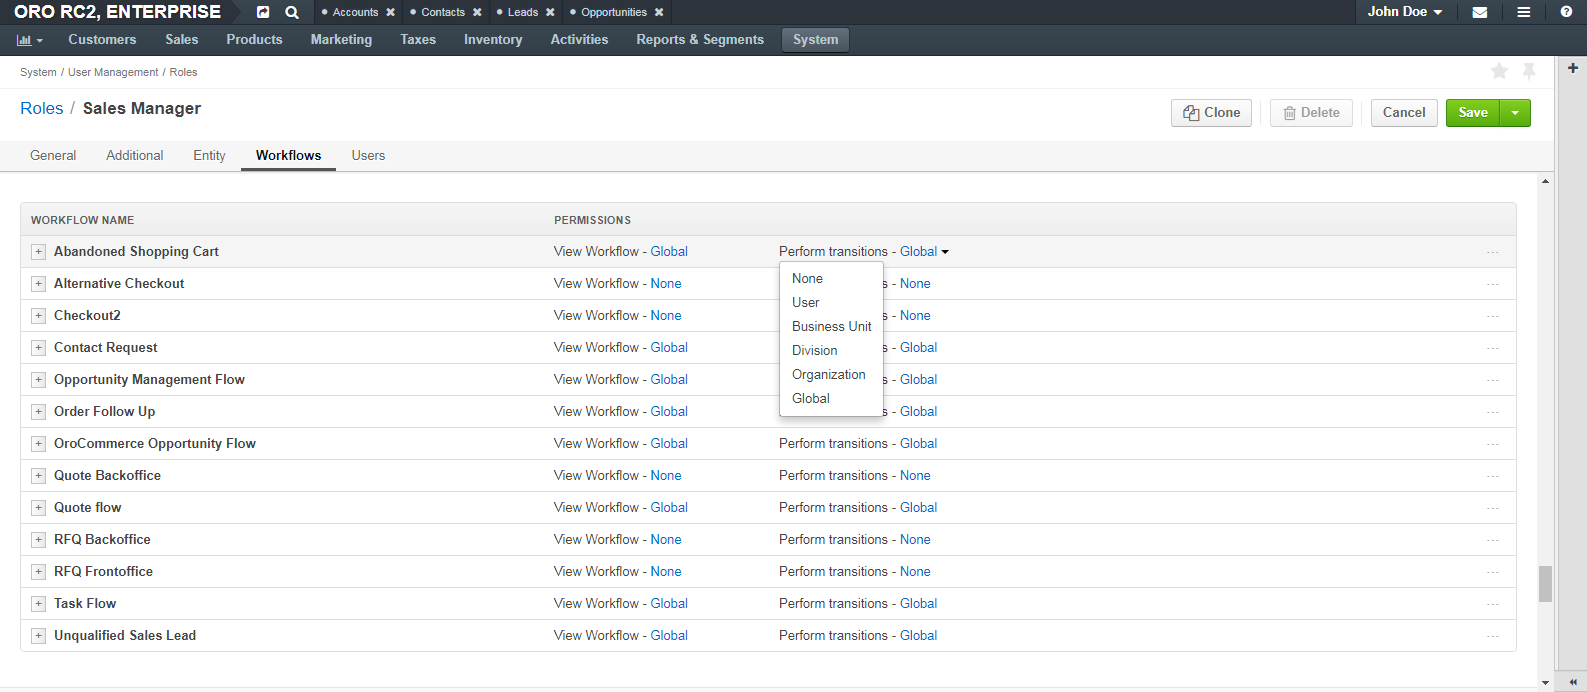 ORO RC2, ENTERPRISE Accounts Contacts Leads Opportunities John Doe
Customers Sales Products Marketing Taxes Inventory Activities Reports & Segments System
System / User Management / Roles
Roles / Sales Manager Clone Delete Cancel Save
General Additional Entity Workflows Users
WORKFLOW NAME PERMISSIONS
Abandoned Shopping Cart View Workflow - Global Perform transitions - Global
None
User
Business Unit
Division
Organization
Global
Alternative Checkout View Workflow - None s - None
Checkout2 View Workflow - None s - None
Contact Request View Workflow - Global s - Global
Opportunity Management Flow View Workflow - Global s - Global
Order Follow Up View Workflow - Global s - Global
OroCommerce Opportunity Flow View Workflow - Global Perform transitions - Global
Quote Backoffice View Workflow - None Perform transitions - None
Quote flow View Workflow - Global Perform transitions - Global
RFQ Backoffice View Workflow - None Perform transitions - None
RFQ Frontoffice View Workflow - None Perform transitions - None
Task Flow View Workflow - Global Perform transitions - Global
Unqualified Sales Lead View Workflow - Global Perform transitions - Global